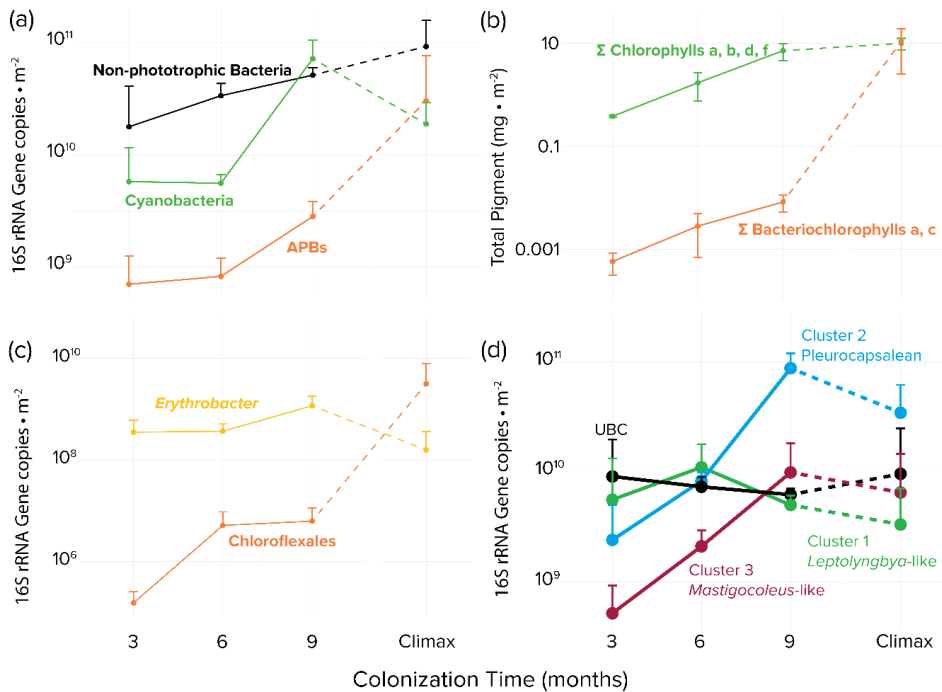 (a)
16S rRNA Gene copies • m⁻²
10¹¹
10¹⁰
10⁹
Non-phototrophic Bacteria
Cyanobacteria
APBs
(b)
Total Pigment (mg • m⁻²)
10
0.1
0.001
Σ Chlorophylls a, b, d, f
Σ Bacteriochlorophylls a, c
(c)
16S rRNA Gene copies • m⁻²
10¹⁰
10⁸
10⁶
Erythrobacter
Chloroflexales
3 6 9 Climax
(d)
16S rRNA Gene copies • m⁻²
10¹¹
10¹⁰
10⁹
Cluster 2
Pleurocapsalean
UBC
Cluster 1
Leptolyngbya-like
Cluster 3
Mastigocoleus-like
3 6 9 Climax
Colonization Time (months)